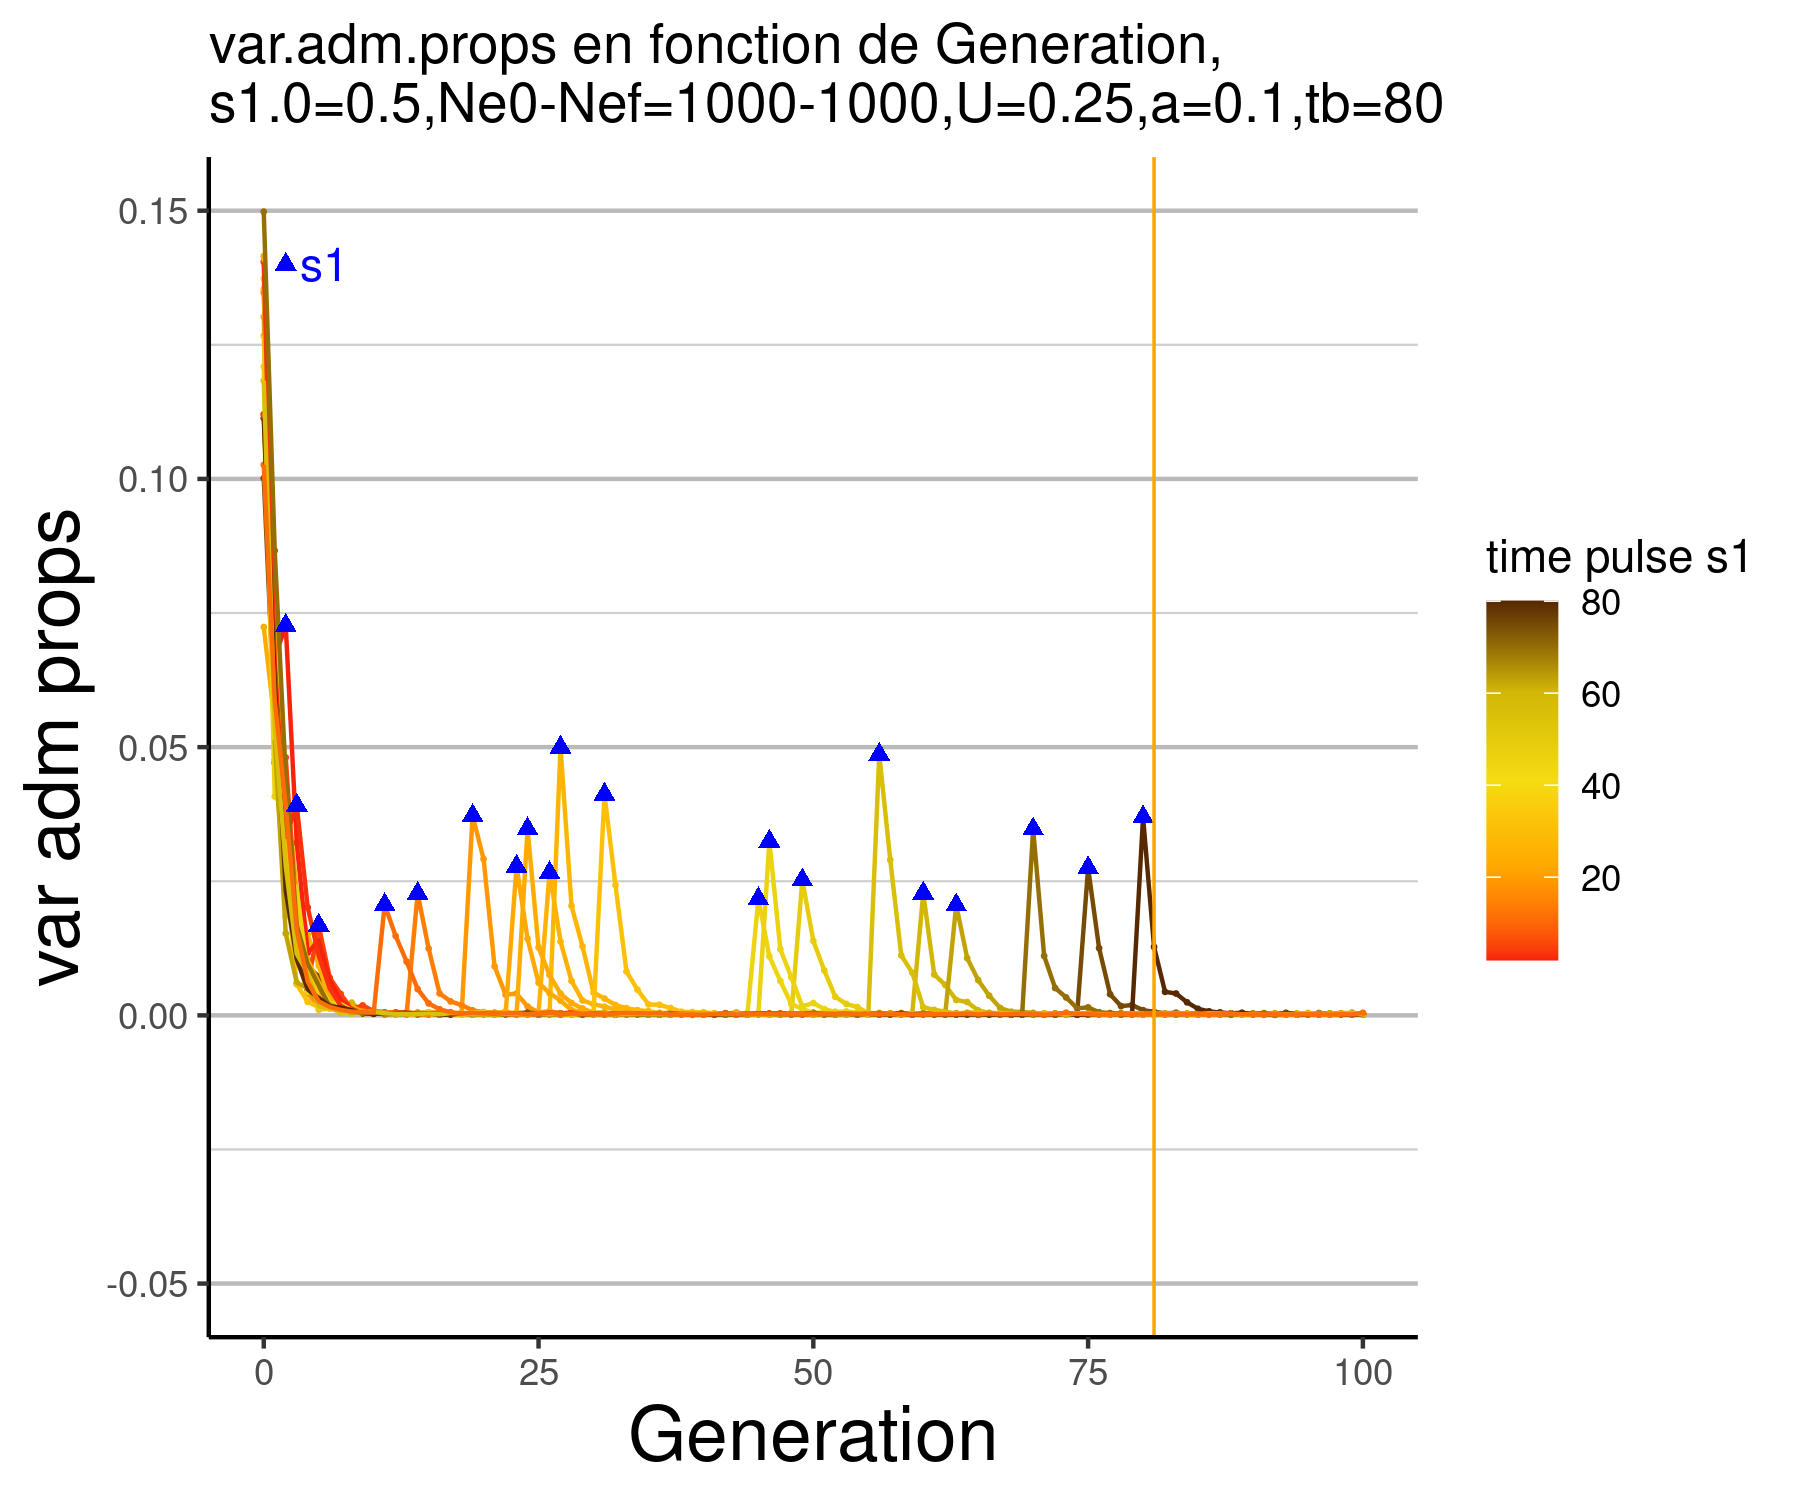 var.adm.props en fonction de Generation,
s1.0=0.5,Ne0-Nef=1000-1000,U=0.25,a=0.1,tb=80
0.15
s1
0.10
0.05
0.00
-0.05
var adm props
0
25
50
75
100
Generation
time pulse s1
80
60
40
20